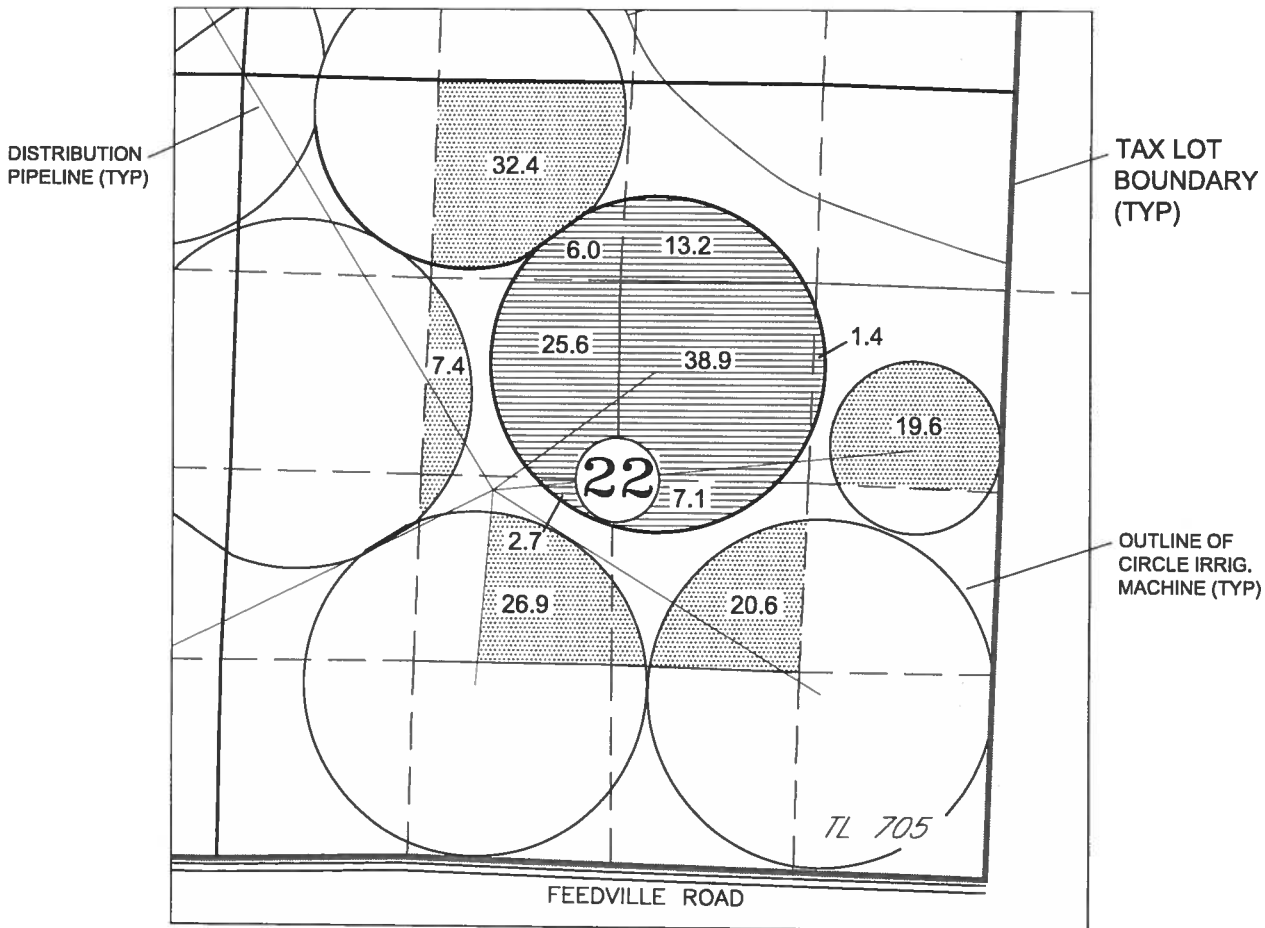 DISTRIBUTION
PIPELINE (TYP)
TAX LOT
BOUNDARY
(TYP)
32.4
6.0
13.2
25.6
38.9
1.4
7.4
19.6
22
7.1
2.7
26.9
20.6
OUTLINE OF
CIRCLE IRRIG.
MACHINE (TYP)
TL 705
FEEDVILLE ROAD